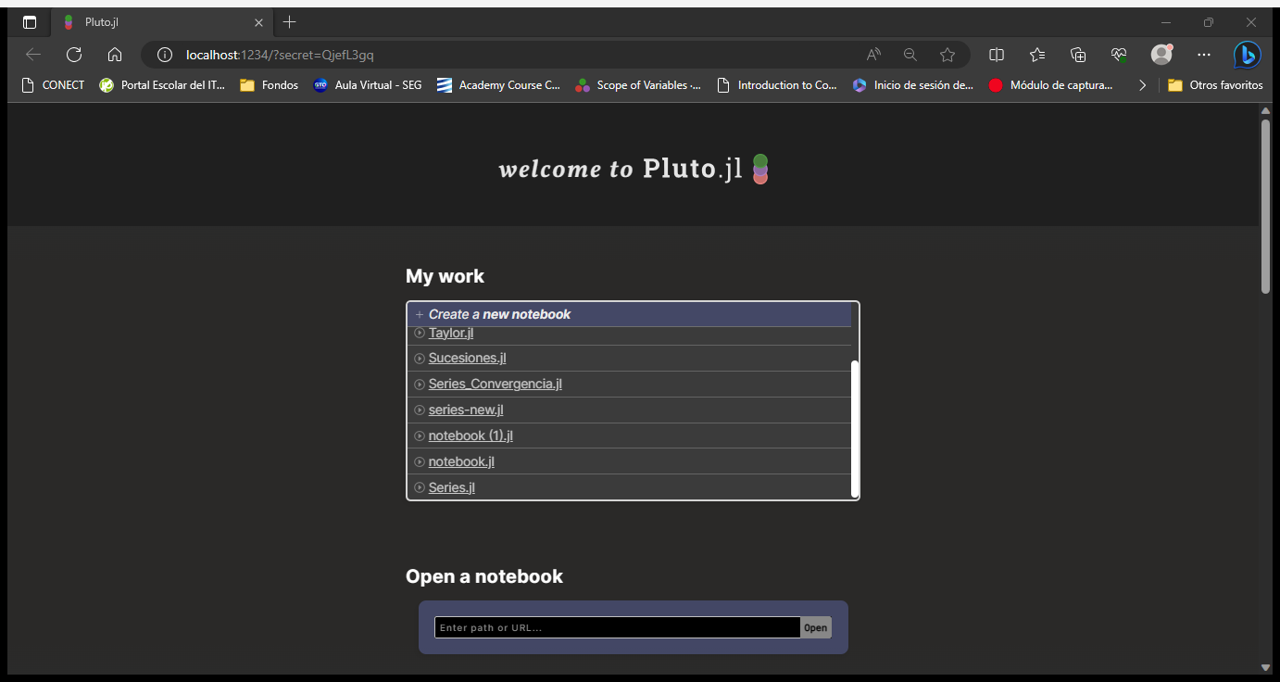 Pluto.jl
localhost:1234/?secret=QjefL3gq
CONECT Portal Escolar del IT... Fondos Aula Virtual - SEG Academy Course C... Scope of Variables ·... Introduction to Co... Inicio de sesión de... Módulo de captura... Otros favoritos
welcome to Pluto.jl
My work
+ Create a new notebook
Taylor.jl
Sucesiones.jl
Series_Convergencia.jl
series-new.jl
notebook (1).jl
notebook.jl
Series.jl
Open a notebook
Enter path or URL... Open